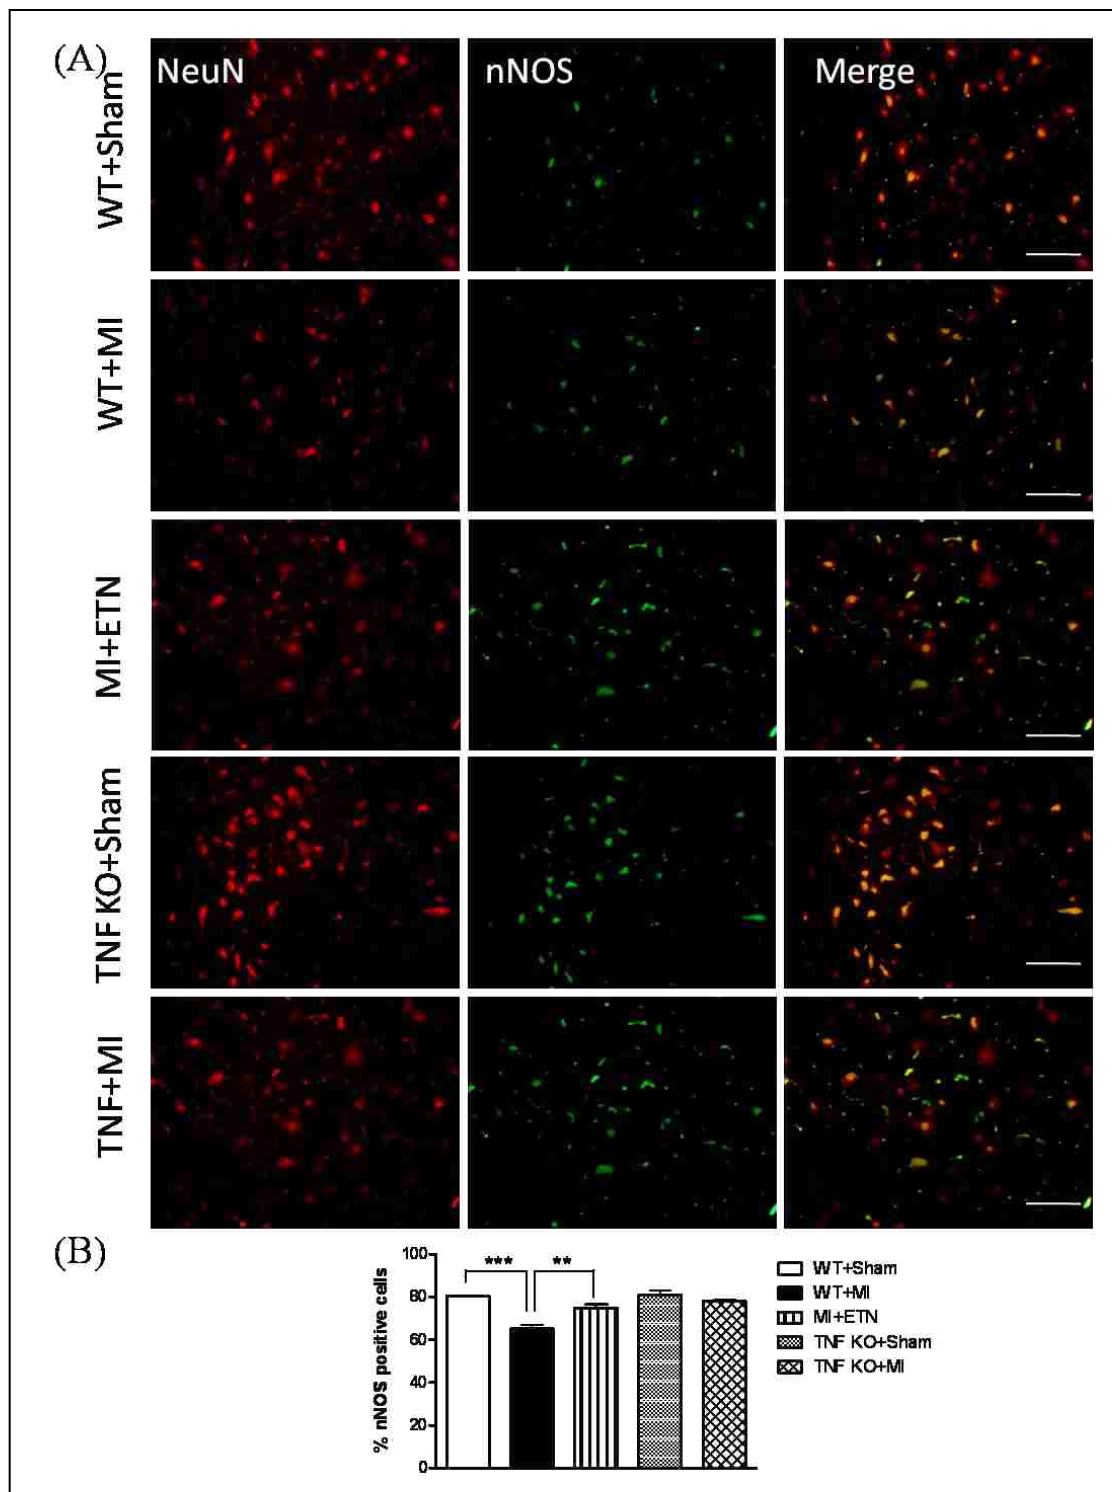 (A)
NeuN nNOS Merge
WT+Sham
WT+MI
MI+ETN
TNF KO+Sham
TNF+MI
(B)
100
80
60
40
20
0
% nNOS positive cells
*** **
WT+Sham
WT+MI
MI+ETN
TNF KO+Sham
TNF KO+MI